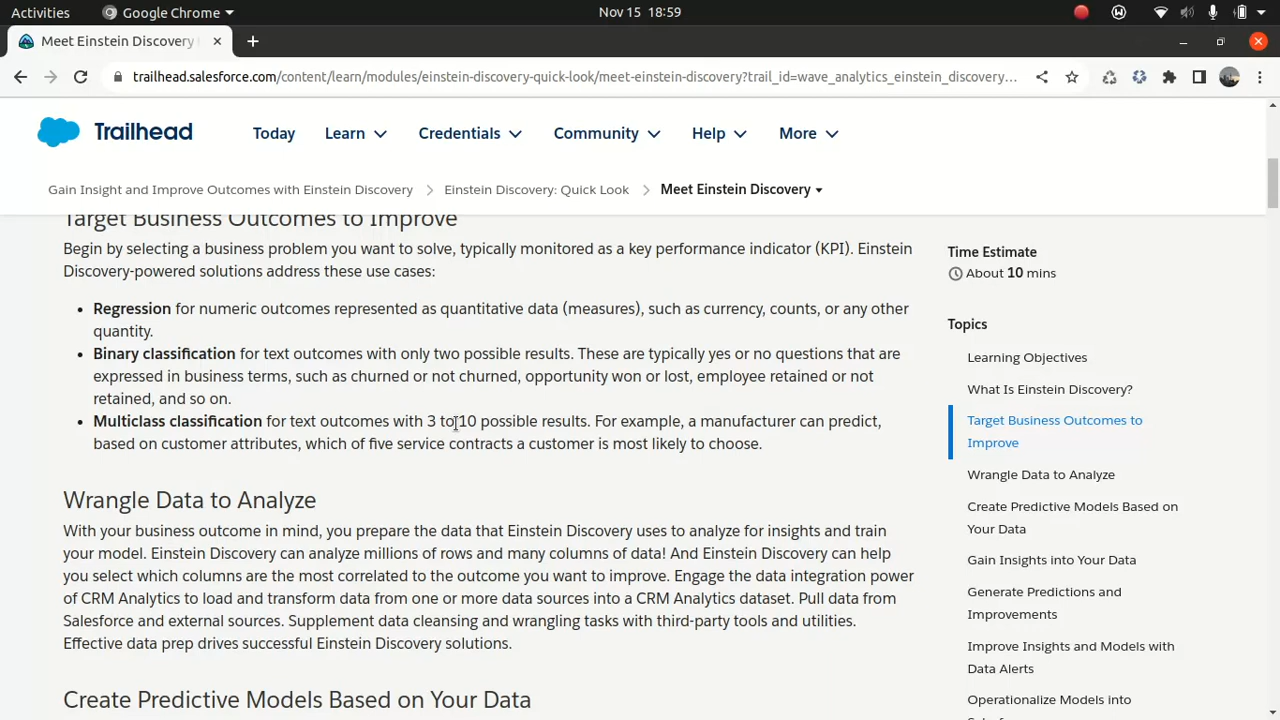 Activities
Google Chrome
Nov 15 18:59
Meet Einstein Discovery
trailhead.salesforce.com/content/learn/modules/einstein-discovery-quick-look/meet-einstein-discovery?trail_id=wave_analytics_einstein_discovery...
Trailhead
Today
Learn
Credentials
Community
Help
More
Gain Insight and Improve Outcomes with Einstein Discovery
Einstein Discovery: Quick Look
Meet Einstein Discovery
Target Business Outcomes to Improve
Begin by selecting a business problem you want to solve, typically monitored as a key performance indicator (KPI). Einstein
Discovery-powered solutions address these use cases:
• Regression for numeric outcomes represented as quantitative data (measures), such as currency, counts, or any other
quantity.
• Binary classification for text outcomes with only two possible results. These are typically yes or no questions that are
expressed in business terms, such as churned or not churned, opportunity won or lost, employee retained or not
retained, and so on.
• Multiclass classification for text outcomes with 3 to 10 possible results. For example, a manufacturer can predict,
based on customer attributes, which of five service contracts a customer is most likely to choose.
Wrangle Data to Analyze
With your business outcome in mind, you prepare the data that Einstein Discovery uses to analyze for insights and train
your model. Einstein Discovery can analyze millions of rows and many columns of data! And Einstein Discovery can help
you select which columns are the most correlated to the outcome you want to improve. Engage the data integration power
of CRM Analytics to load and transform data from one or more data sources into a CRM Analytics dataset. Pull data from
Salesforce and external sources. Supplement data cleansing and wrangling tasks with third-party tools and utilities.
Effective data prep drives successful Einstein Discovery solutions.
Create Predictive Models Based on Your Data
Time Estimate
About 10 mins
Topics
Learning Objectives
What Is Einstein Discovery?
Target Business Outcomes to
Improve
Wrangle Data to Analyze
Create Predictive Models Based on
Your Data
Gain Insights into Your Data
Generate Predictions and
Improvements
Improve Insights and Models with
Data Alerts
Operationalize Models into